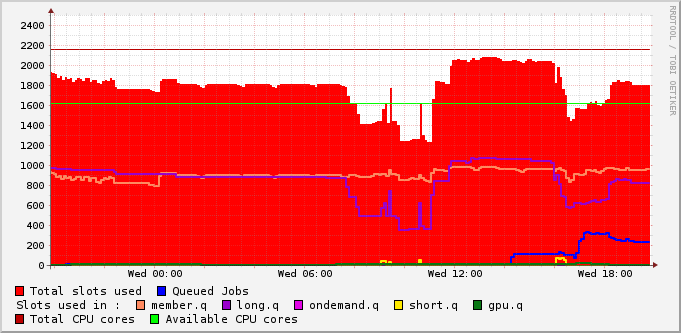 RRDTOOL / TOBI OETIKER
2400
2200
2000
1800
1600
1400
1200
1000
800
600
400
200
0
Wed 00:00 Wed 06:00 Wed 12:00 Wed 18:00
Total slots used Queued Jobs
Slots used in : member.q long.q ondemand.q short.q gpu.q
Total CPU cores Available CPU cores